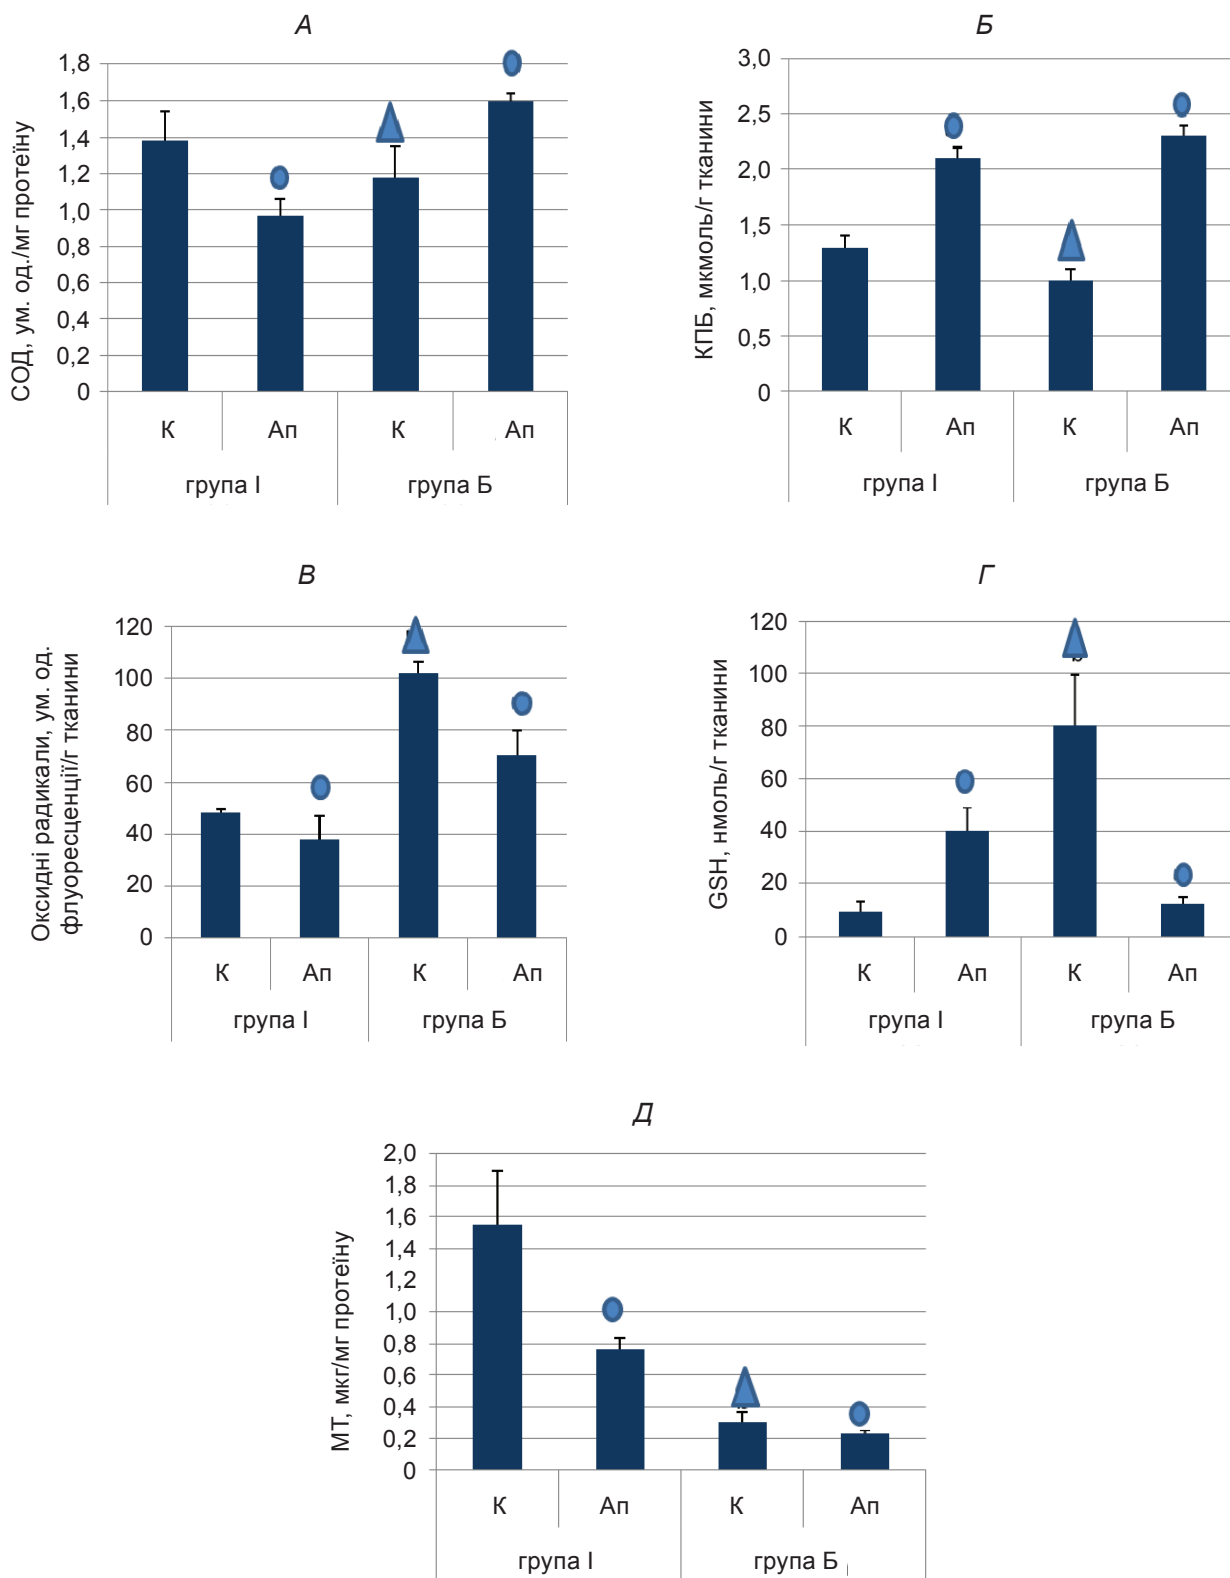 А
СОД, ум. од./мг протеїну
1,8
1,6
1,4
1,2
1,0
0,8
0,6
0,4
0,2
0
К Ап К Ап
група І група Б
Б
КПБ, мкмоль/г тканини
3,0
2,5
2,0
1,5
1,0
0,5
0
К Ап К Ап
група І група Б
В
Оксидні радикали, ум. од.
флуоресценції/г тканини
120
100
80
60
40
20
0
К Ап К Ап
група І група Б
Г
GSH, нмоль/г тканини
120
100
80
60
40
20
0
К Ап К Ап
група І група Б
Д
МТ, мкг/мг протеїну
2,0
1,8
1,6
1,4
1,2
1,0
0,8
0,6
0,4
0,2
0
К Ап К Ап
група І група Б